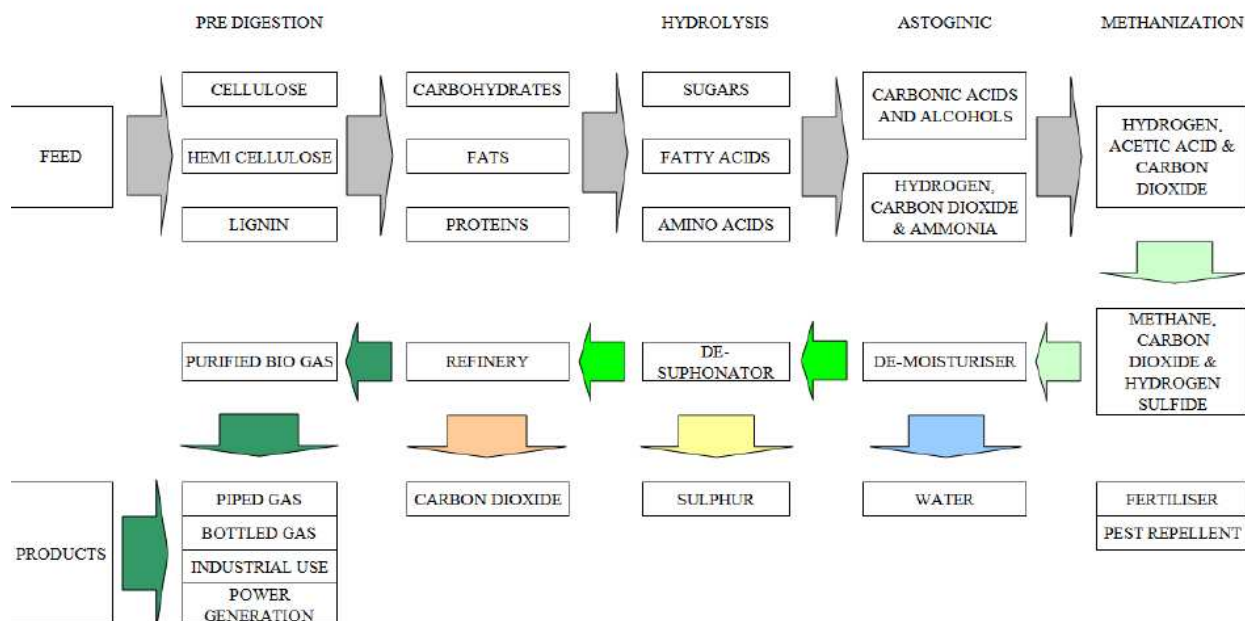 PRE DIGESTION
HYDROLYSIS
ASTOGINIC
METHANIZATION
FEED
CELLULOSE
HEMI CELLULOSE
LIGNIN
CARBOHYDRATES
FATS
PROTEINS
SUGARS
FATTY ACIDS
AMINO ACIDS
CARBONIC ACIDS
AND ALCOHOLS
HYDROGEN,
CARBON DIOXIDE
& AMMONIA
HYDROGEN,
ACETIC ACID &
CARBON
DIOXIDE
PURIFIED BIO GAS
REFINERY
DE-
SUPHONATOR
DE-MOISTURISER
METHANE,
CARBON
DIOXIDE &
HYDROGEN
SULFIDE
PRODUCTS
PIPED GAS
BOTTLED GAS
INDUSTRIAL USE
POWER
GENERATION
CARBON DIOXIDE
SULPHUR
WATER
FERTILISER
PEST REPELLENT